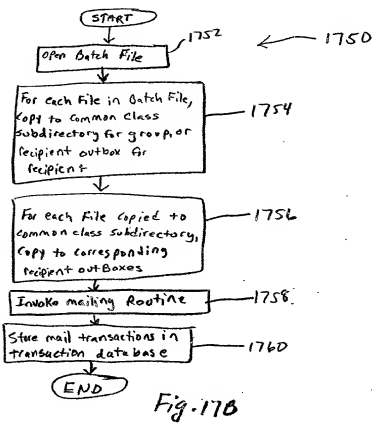 START
1752
1750
Open Batch File
For each File in Batch File,
copy to common class
subdirectory for group, or
recipient outbox for
recipient
1754
For each File copied to
common class subdirectory,
copy to corresponding
recipient outBoxes
1756
Invoke mailing Routine
1758
Store mail transactions in
transaction database
1760
END
Fig. 17B